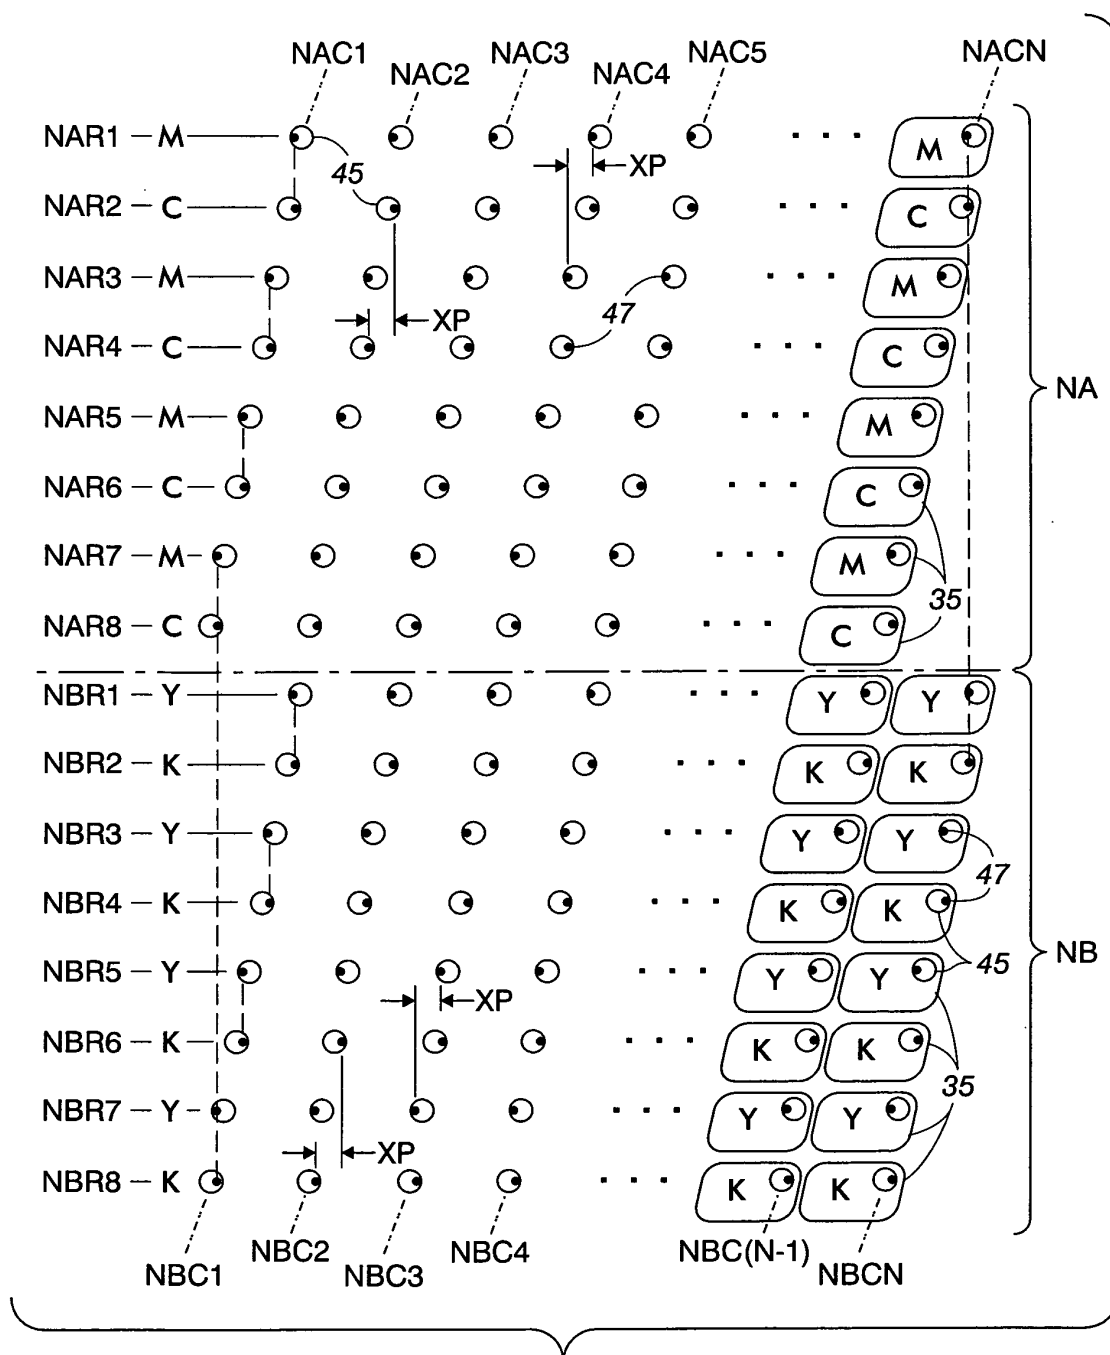 NAC1 NAC2 NAC3 NAC4 NAC5 NACN
NAR1 – M M
45 XP
NAR2 – C C
NAR3 – M M
XP 47
NAR4 – C C
NA
NAR5 – M M
NAR6 – C C
NAR7 – M M
35
NAR8 – C C
NBR1 – Y Y Y
NBR2 – K K K
NBR3 – Y Y Y
47
NBR4 – K K K
NB
NBR5 – Y Y Y 45
XP
NBR6 – K K K
35
NBR7 – Y Y Y
XP
NBR8 – K K K
NBC1 NBC2 NBC3 NBC4 NBC(N-1) NBCN